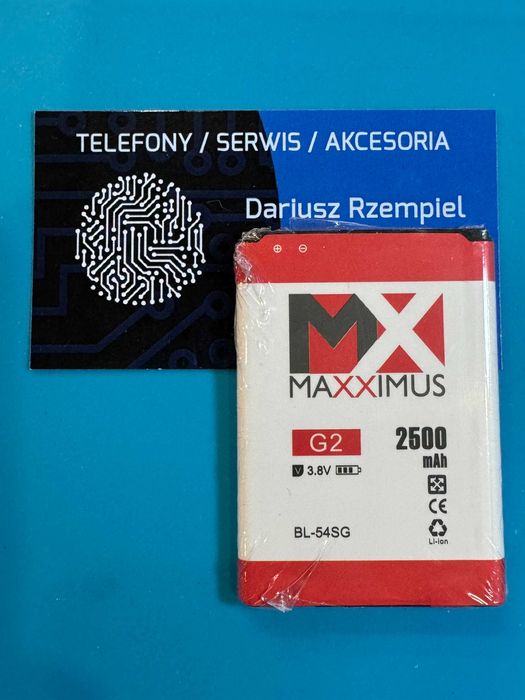 TELEFONY / SERWIS / AKCESORIA
Dariusz Rzempiel
MX
MAXXIMUS
G2
2500
mAh
V 3.8V
CE
BL-54SG
Li-ion